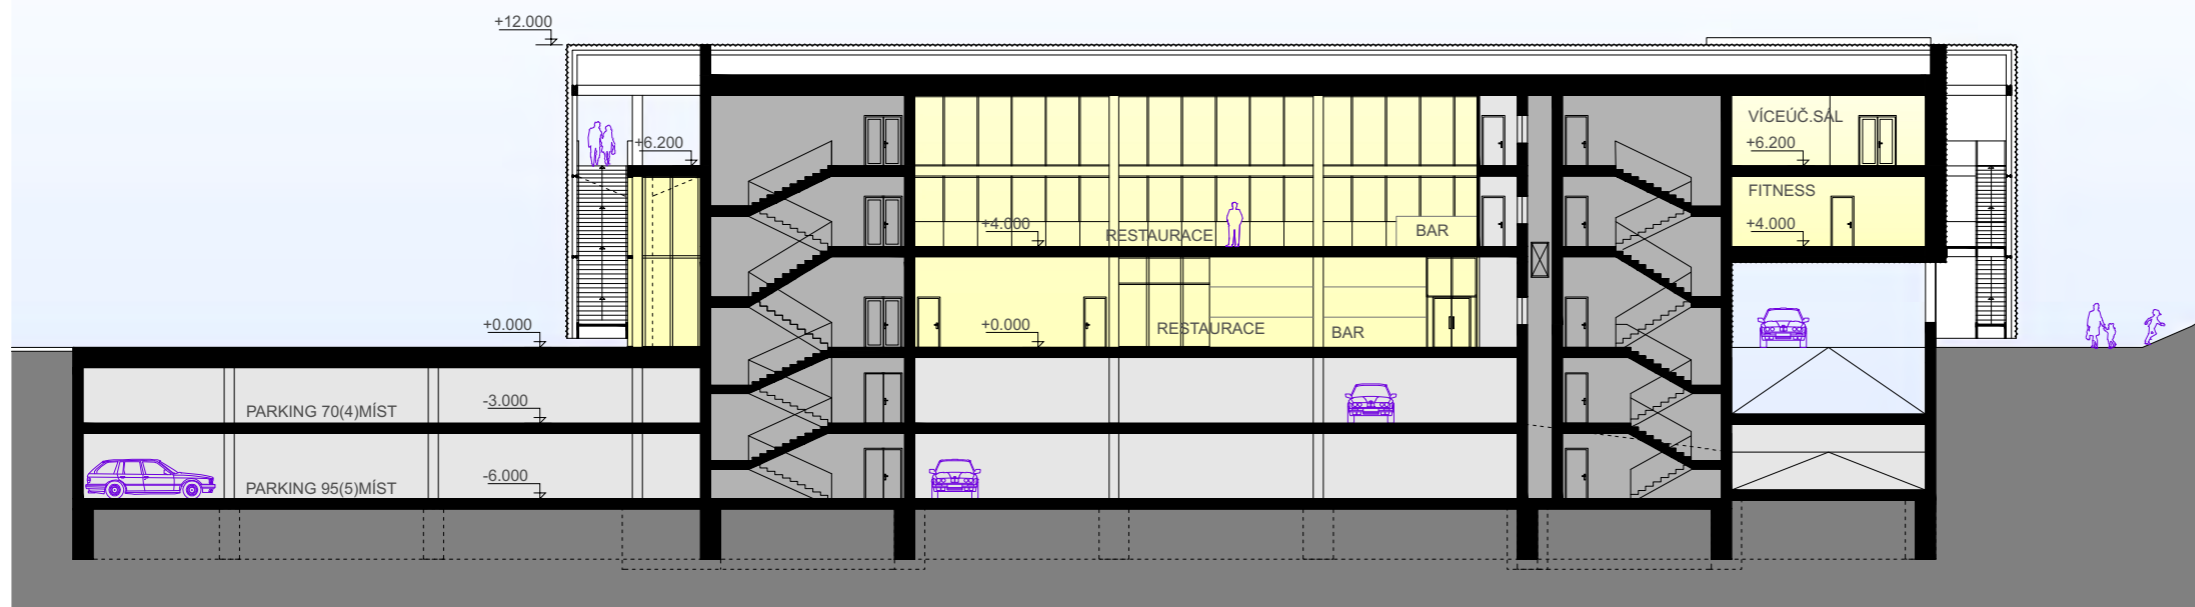 +12.000
VÍCEÚČ.SÁL
+6.200
+6.200
FITNESS
+4.000
+4.000
RESTAURACE
BAR
+0.000
+0.000
RESTAURACE
BAR
PARKING 70(4)MÍST
-3.000
PARKING 95(5)MÍST
-6.000